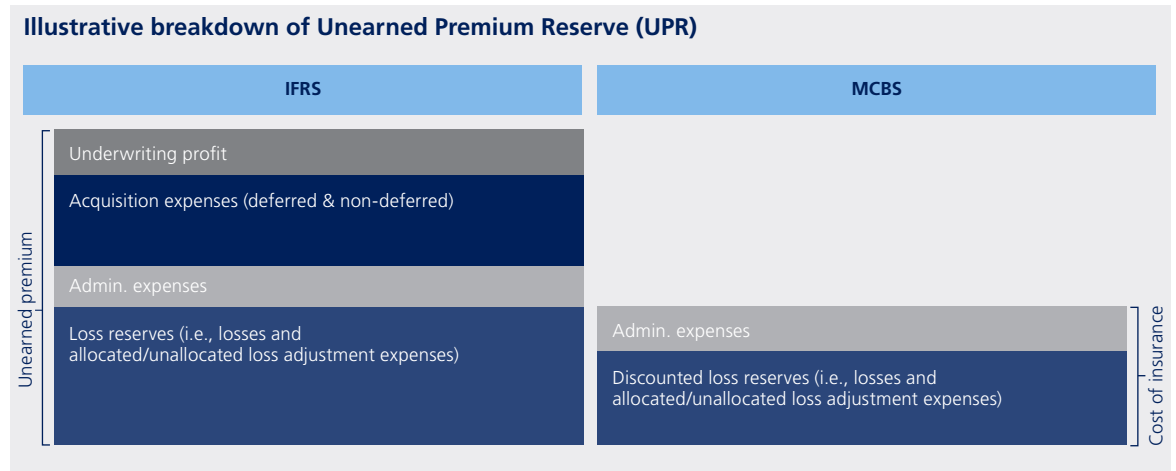 Illustrative breakdown of Unearned Premium Reserve (UPR)
IFRS
MCBS
Unearned premium
Underwriting profit
Acquisition expenses (deferred & non-deferred)
Admin. expenses
Loss reserves (i.e., losses and
allocated/unallocated loss adjustment expenses)
Admin. expenses
Discounted loss reserves (i.e., losses and
allocated/unallocated loss adjustment expenses)
Cost of insurance